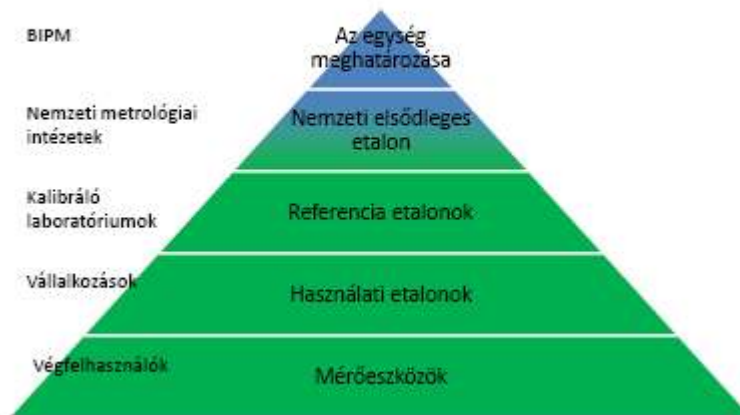 BIPM
Az egység
meghatározása
Nemzeti metrológiai
intézetek
Nemzeti elsődleges
etalon
Kalibráló
laboratóriumok
Referencia etalonok
Vállalkozások
Használati etalonok
Végfelhasználók
Mérőeszközök